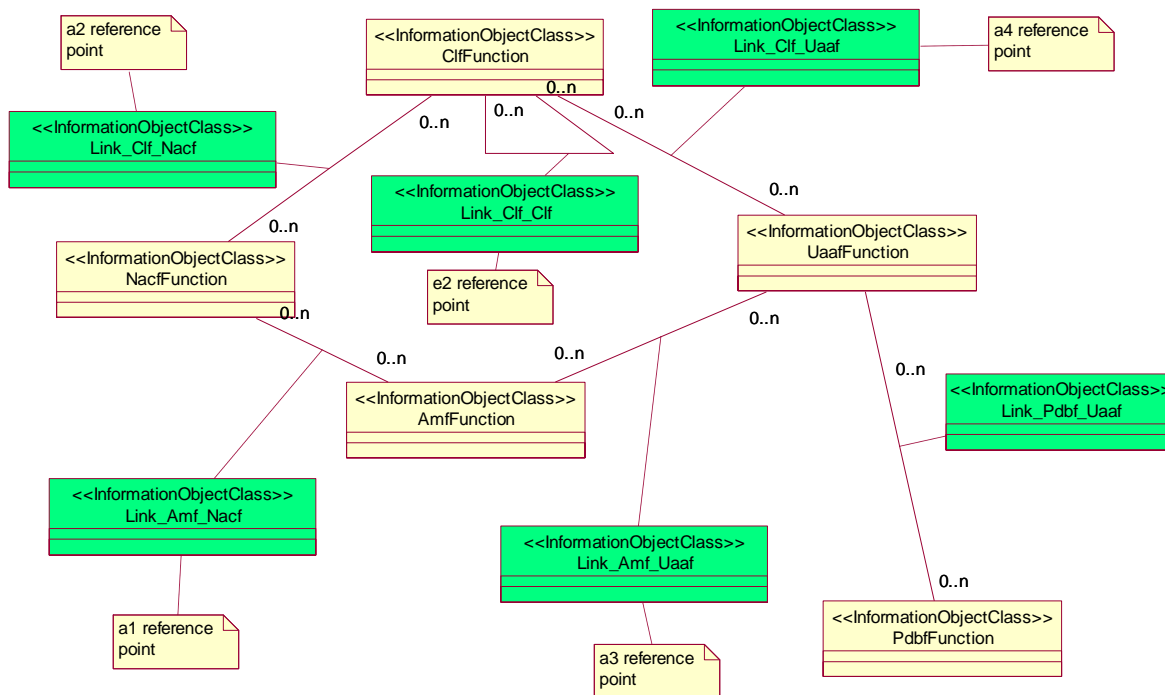 a2 reference
point
<<InformationObjectClass>>
ClfFunction
<<InformationObjectClass>>
Link_Clf_Uaaf
a4 reference
point
0..n
0..n
0..n
0..n
<<InformationObjectClass>>
Link_Clf_Nacf
<<InformationObjectClass>>
Link_Clf_Clf
0..n
0..n
<<InformationObjectClass>>
NacfFunction
<<InformationObjectClass>>
UaafFunction
e2 reference
point
0..n
0..n
0..n
0..n
0..n
<<InformationObjectClass>>
AmfFunction
<<InformationObjectClass>>
Link_Pdbf_Uaaf
<<InformationObjectClass>>
Link_Amf_Nacf
<<InformationObjectClass>>
Link_Amf_Uaaf
0..n
<<InformationObjectClass>>
PdbfFunction
a1 reference
point
a3 reference
point